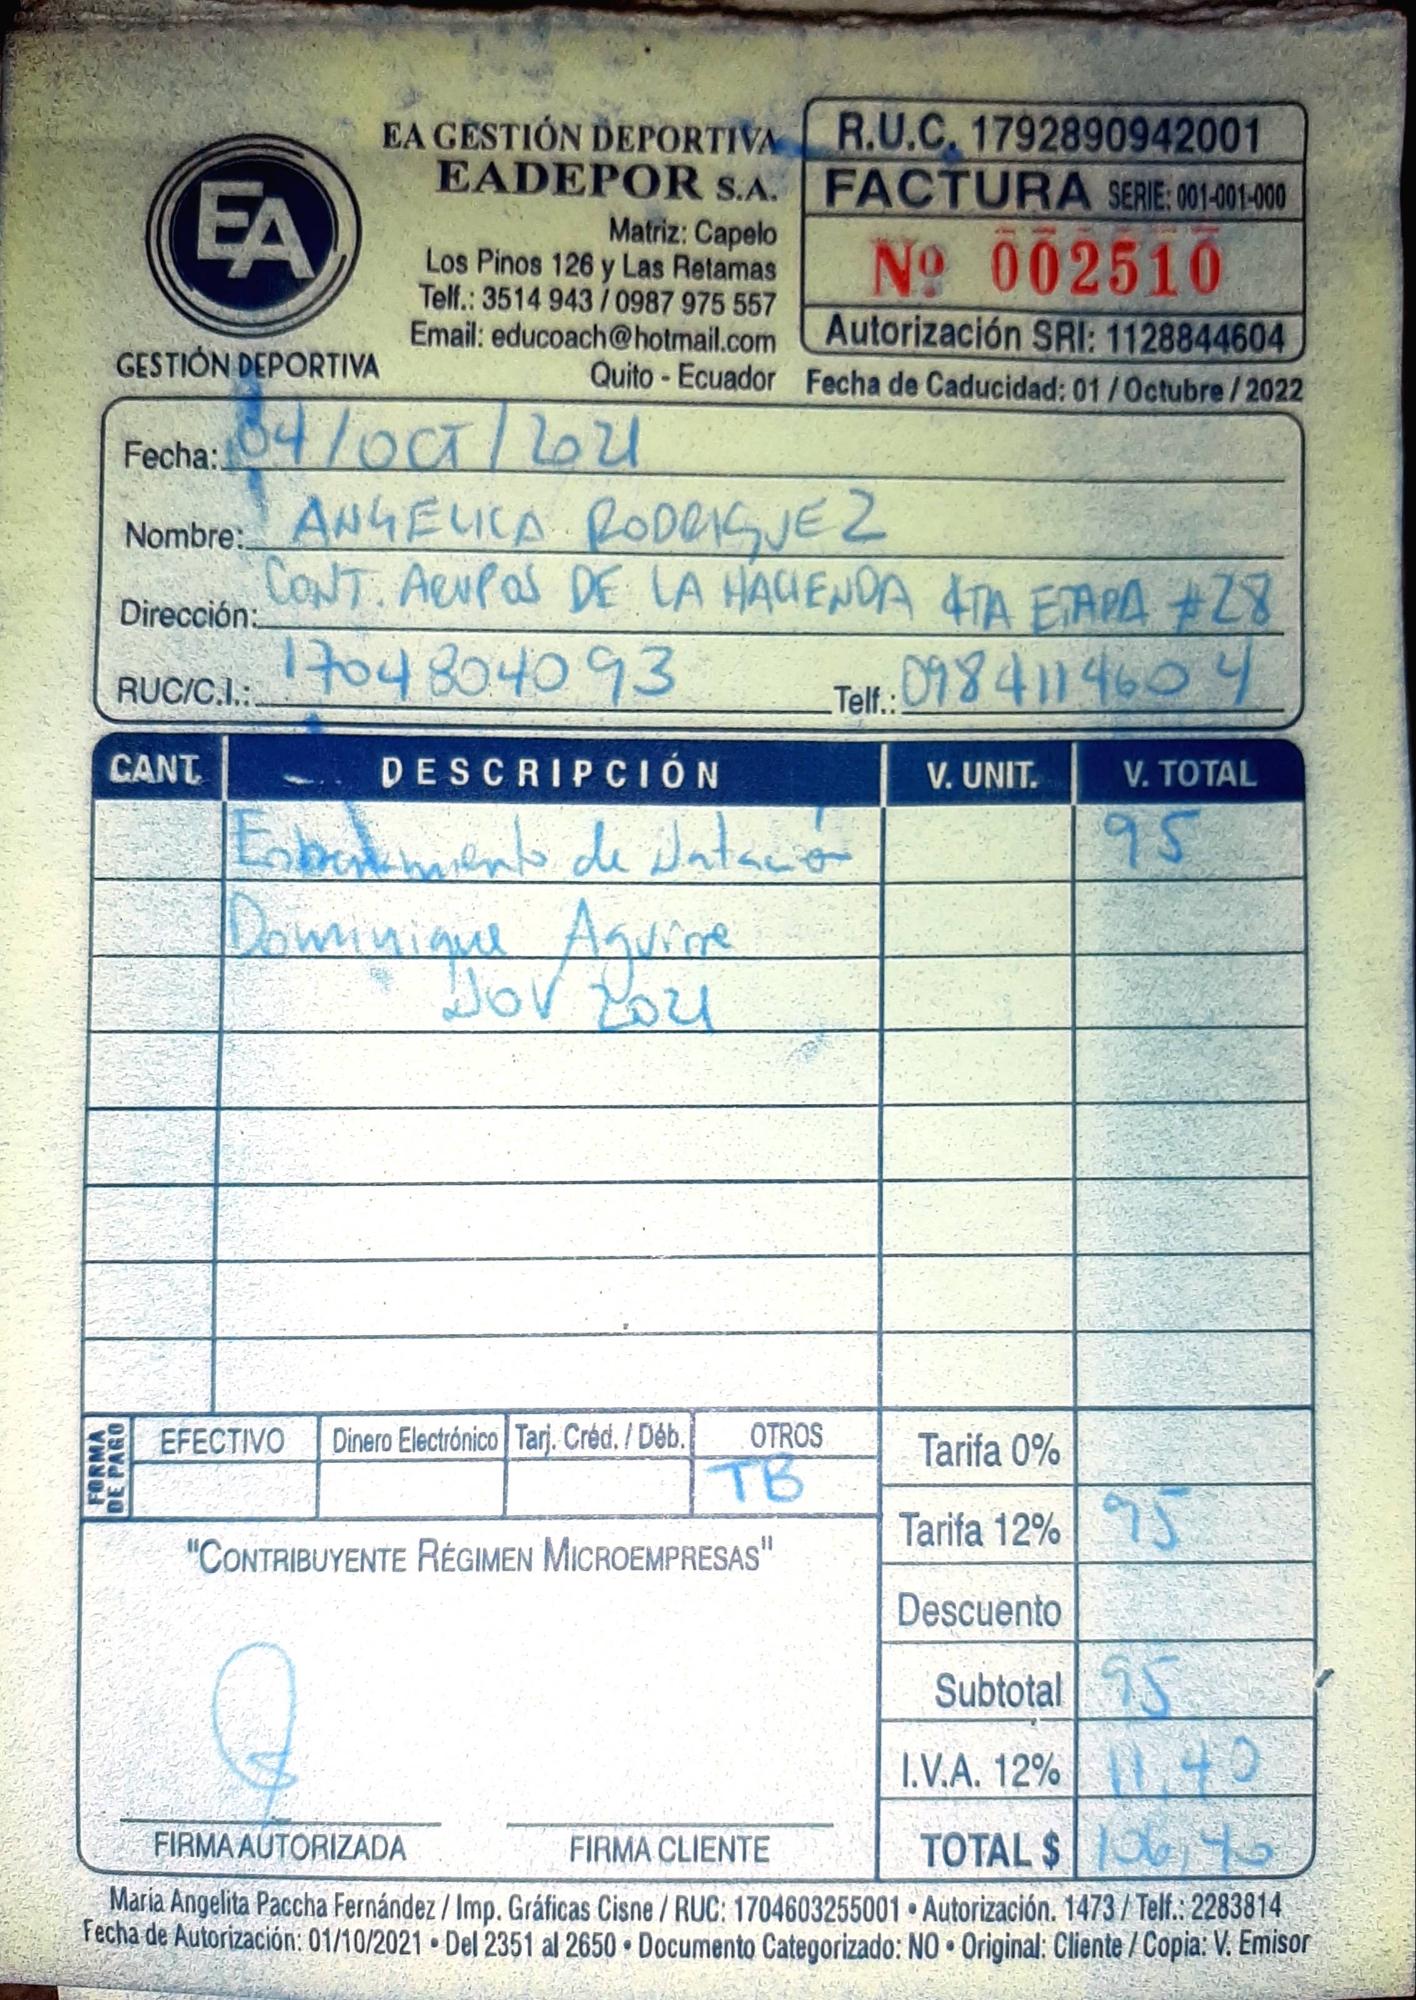 EA GESTIÓN DEPORTIVA
EADEPOR S.A.
Matriz: Capelo
Los Pinos 126 y Las Retamas
Telf.: 3514 943 / 0987 975 557
Email: educoach@hotmail.com
Quito - Ecuador
EA
GESTIÓN DEPORTIVA
R.U.C. 1792890942001
FACTURA SERIE: 001-001-000
Nº 002510
Autorización SRI: 1128844604
Fecha de Caducidad: 01 / Octubre / 2022
Fecha: 04/OCT/2021
Nombre: ANGELICA RODRIGUEZ
Dirección: CONT. DE LA HACIENDA 4TA ETAPA #28
RUC/C.I.: 1704804093 Telf.: 0984114604
CANT. DESCRIPCIÓN V. UNIT. V. TOTAL
de Natación 95
Dominique Aguirre
NOV 2021
FORMA DE PAGO EFECTIVO Dinero Electrónico Tarj. Créd. / Déb. OTROS
TB
Tarifa 0%
Tarifa 12% 95
Descuento
Subtotal 95
I.V.A. 12% 11,40
TOTAL $ 106,40
"CONTRIBUYENTE RÉGIMEN MICROEMPRESAS"
FIRMA AUTORIZADA FIRMA CLIENTE
Maria Angelita Paccha Fernández / Imp. Gráficas Cisne / RUC: 1704603255001 • Autorización. 1473 / Telf.: 2283814
Fecha de Autorización: 01/10/2021 • Del 2351 al 2650 • Documento Categorizado: NO • Original: Cliente / Copia: V. Emisor